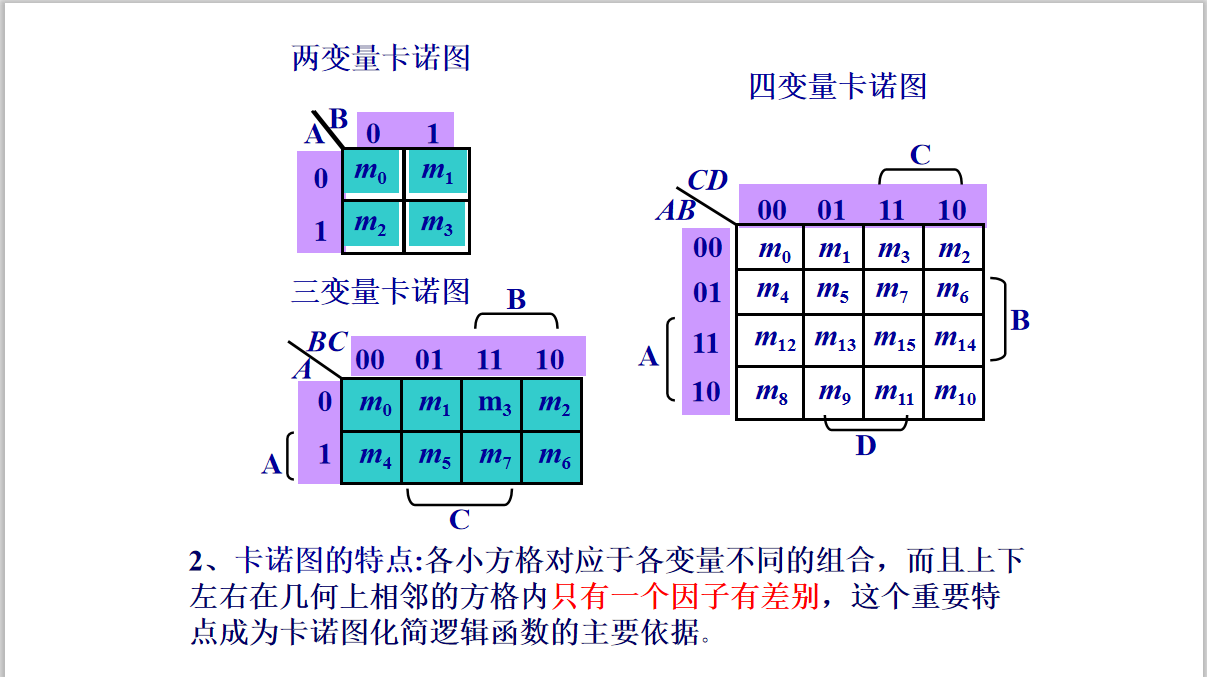 两变量卡诺图
B
A 0 1
0 m0 m1
1 m2 m3
三变量卡诺图
B
BC
A 00 01 11 10
0 m0 m1 m3 m2
A 1 m4 m5 m7 m6
C
四变量卡诺图
C
CD
AB 00 01 11 10
00 m0 m1 m3 m2
01 m4 m5 m7 m6
B
A 11 m12 m13 m15 m14
10 m8 m9 m11 m10
D
2、卡诺图的特点:各小方格对应于各变量不同的组合，而且上下
左右在几何上相邻的方格内只有一个因子有差别，这个重要特
点成为卡诺图化简逻辑函数的主要依据。